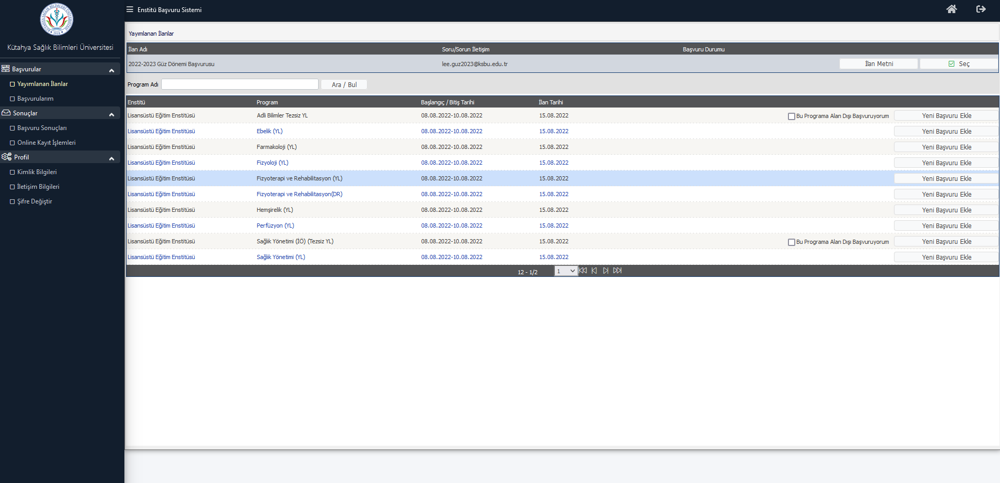 Enstitü Başvuru Sistemi
Kütahya Sağlık Bilimleri Üniversitesi
Başvurular
Yayımlanan İlanlar
Başvurularım
Sonuçlar
Başvuru Sonuçları
Online Kayıt İşlemleri
Profil
Kimlik Bilgileri
İletişim Bilgileri
Şifre Değiştir
Yayımlanan İlanlar
İlan Adı Soru/Sorun İletişim Başvuru Durumu
2022-2023 Güz Dönemi Başvurusu lee.guz2023@ksbu.edu.tr İlan Metni Seç
Program Adı Ara / Bul
Enstitü Program Başlangıç / Bitiş Tarihi İlan Tarihi
Lisansüstü Eğitim Enstitüsü Adli Bilimler Tezsiz YL 08.08.2022-10.08.2022 15.08.2022 Bu Programa Alan Dışı Başvuruyorum Yeni Başvuru Ekle
Lisansüstü Eğitim Enstitüsü Ebelik (YL) 08.08.2022-10.08.2022 15.08.2022 Yeni Başvuru Ekle
Lisansüstü Eğitim Enstitüsü Farmakoloji (YL) 08.08.2022-10.08.2022 15.08.2022 Yeni Başvuru Ekle
Lisansüstü Eğitim Enstitüsü Fizyoloji (YL) 08.08.2022-10.08.2022 15.08.2022 Yeni Başvuru Ekle
Lisansüstü Eğitim Enstitüsü Fizyoterapi ve Rehabilitasyon (YL) 08.08.2022-10.08.2022 15.08.2022 Yeni Başvuru Ekle
Lisansüstü Eğitim Enstitüsü Fizyoterapi ve Rehabilitasyon(DR) 08.08.2022-10.08.2022 15.08.2022 Yeni Başvuru Ekle
Lisansüstü Eğitim Enstitüsü Hemşirelik (YL) 08.08.2022-10.08.2022 15.08.2022 Yeni Başvuru Ekle
Lisansüstü Eğitim Enstitüsü Perfüzyon (YL) 08.08.2022-10.08.2022 15.08.2022 Yeni Başvuru Ekle
Lisansüstü Eğitim Enstitüsü Sağlık Yönetimi (İÖ) (Tezsiz YL) 08.08.2022-10.08.2022 15.08.2022 Bu Programa Alan Dışı Başvuruyorum Yeni Başvuru Ekle
Lisansüstü Eğitim Enstitüsü Sağlık Yönetimi (YL) 08.08.2022-10.08.2022 15.08.2022 Yeni Başvuru Ekle
12 - 1/2 1